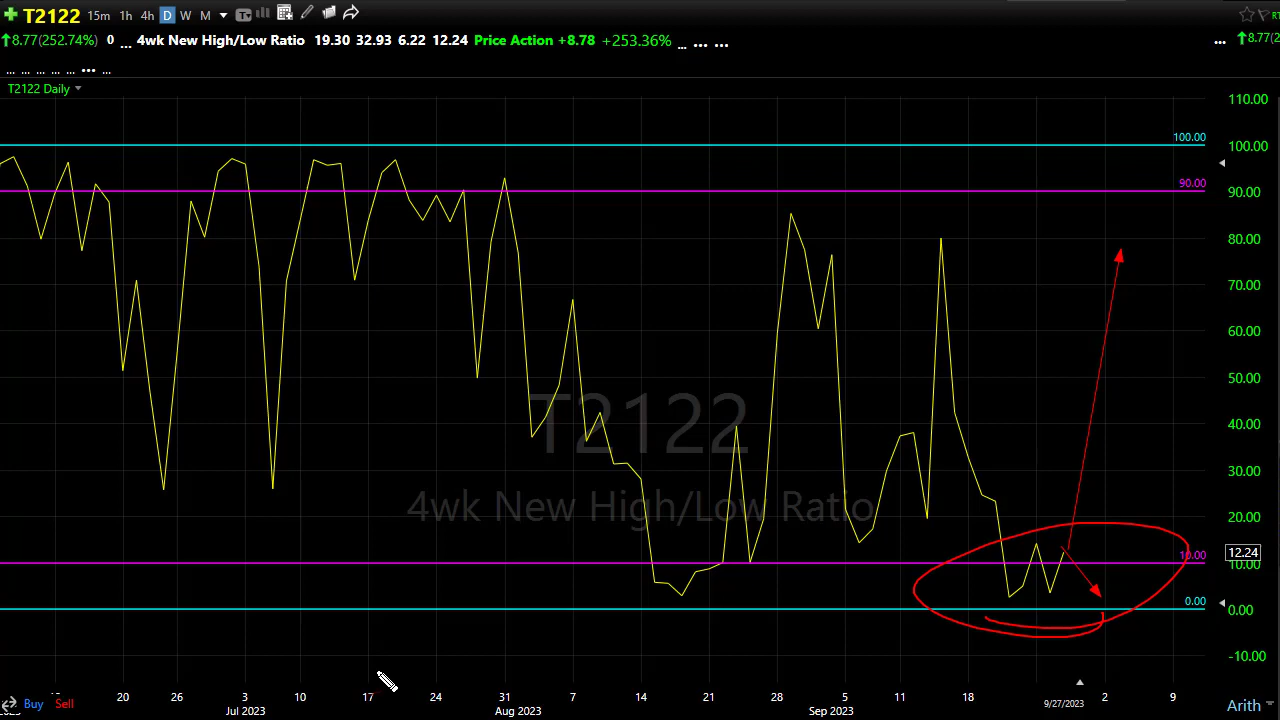 T2122 15m 1h 4h D W M T
RT
8.77(252.74%) 0 ... 4wk New High/Low Ratio 19.30 32.93 6.22 12.24 Price Action +8.78 +253.36% ... ... ...
... 8.77(2
... ... ... ... ... ... ...
T2122 Daily
110.00
100.00 100.00
90.00 90.00
80.00
70.00
60.00
50.00
40.00
30.00
20.00
10.00 12.24
10.00
0.00 0.00
-10.00
T2122
4wk New High/Low Ratio
20 26 3 10 17 24 31 7 14 21 28 5 11 18 9/27/2023 2 9
Buy Sell
Jul 2023 Aug 2023 Sep 2023
Arith